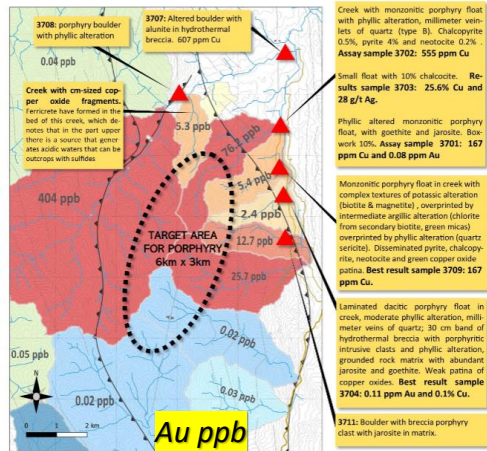 3708: porphyry boulder
with phyllic alteration
3707: Altered boulder with
alunite in hydrothermal
breccia. 607 ppm Cu
Creek with monzonitic porphyry float
with phyllic alteration, millimeter vein-
lets of quartz (type B). Chalcopyrite
0.5%, pyrite 4% and neotocite 0.2% .
Assay sample 3702: 555 ppm Cu
Small float with 10% chalcocite. Re-
sults sample 3703: 25.6% Cu and
28 g/t Ag.
Phyllic altered monzonitic porphyry
float, with goethite and jarosite. Box-
work 10%. Assay sample 3701: 167
ppm Cu and 0.08 ppm Au
Creek with cm-sized cop-
per oxide fragments.
Ferricrete have formed in the
bed of this creek, which de-
notes that in the part upper
there is a source that gener
ates acidic waters that can be
outcrops with sulfides
0.04 ppb
5.3 ppb
76.2 ppb
404 ppb
5.4 ppb
2.4 ppb
TARGET AREA
FOR PORPHYRY
6km x 3km
12.7 ppb
25.7 ppb
Monzonitic porphyry float in creek with
complex textures of potassic alteration
(biotite & magnetite) , overprinted by
intermediate argillic alteration (chlorite
from secondary biotite, green micas)
overprinted by phyllic alteration (quartz
sericite). Disseminated pyrite, chalcopy-
rite, neotocite and green copper oxide
patina. Best result sample 3709: 167
ppm Cu.
0.02 ppb
0.05 ppb
0.03 ppb
0.02 ppb
N
0 1 2 km
Au ppb
Laminated dacitic porphyry float in
creek, moderate phyllic alteration, milli
meter veins of quartz; 30 cm band of
hydrothermal breccia with porphyritic
intrusive clasts and phyllic alteration,
grounded rock matrix with abundant
jarosite and goethite. Weak patina of
copper oxides. Best result sample
3704: 0.11 ppm Au and 0.1% Cu.
3711: Boulder with breccia porphyry
clast with jarosite in matrix.